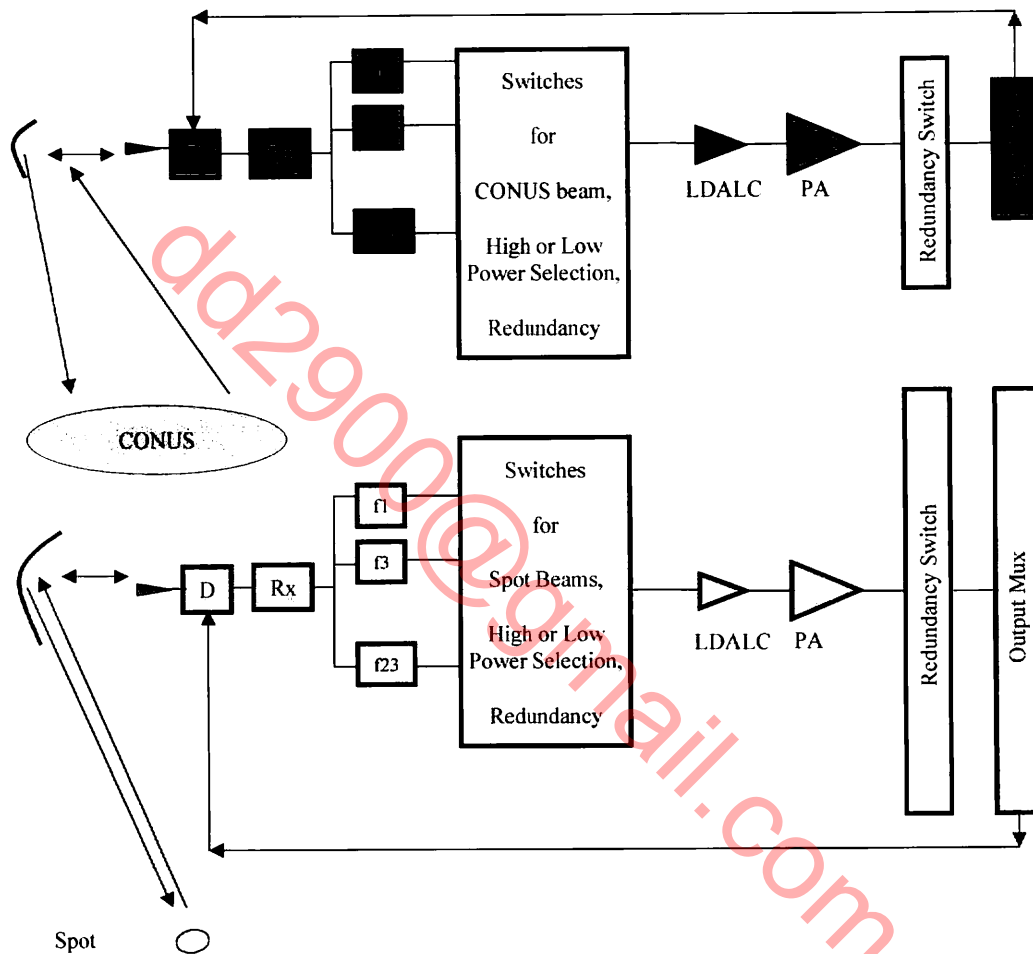 Switches
for
CONUS beam,
High or Low
Power Selection,
Redundancy
LDALC
PA
Redundancy Switch
CONUS
D
Rx
f1
f3
f23
Switches
for
Spot Beams,
High or Low
Power Selection,
Redundancy
LDALC
PA
Redundancy Switch
Output Mux
Spot
dd2900@gmail.com